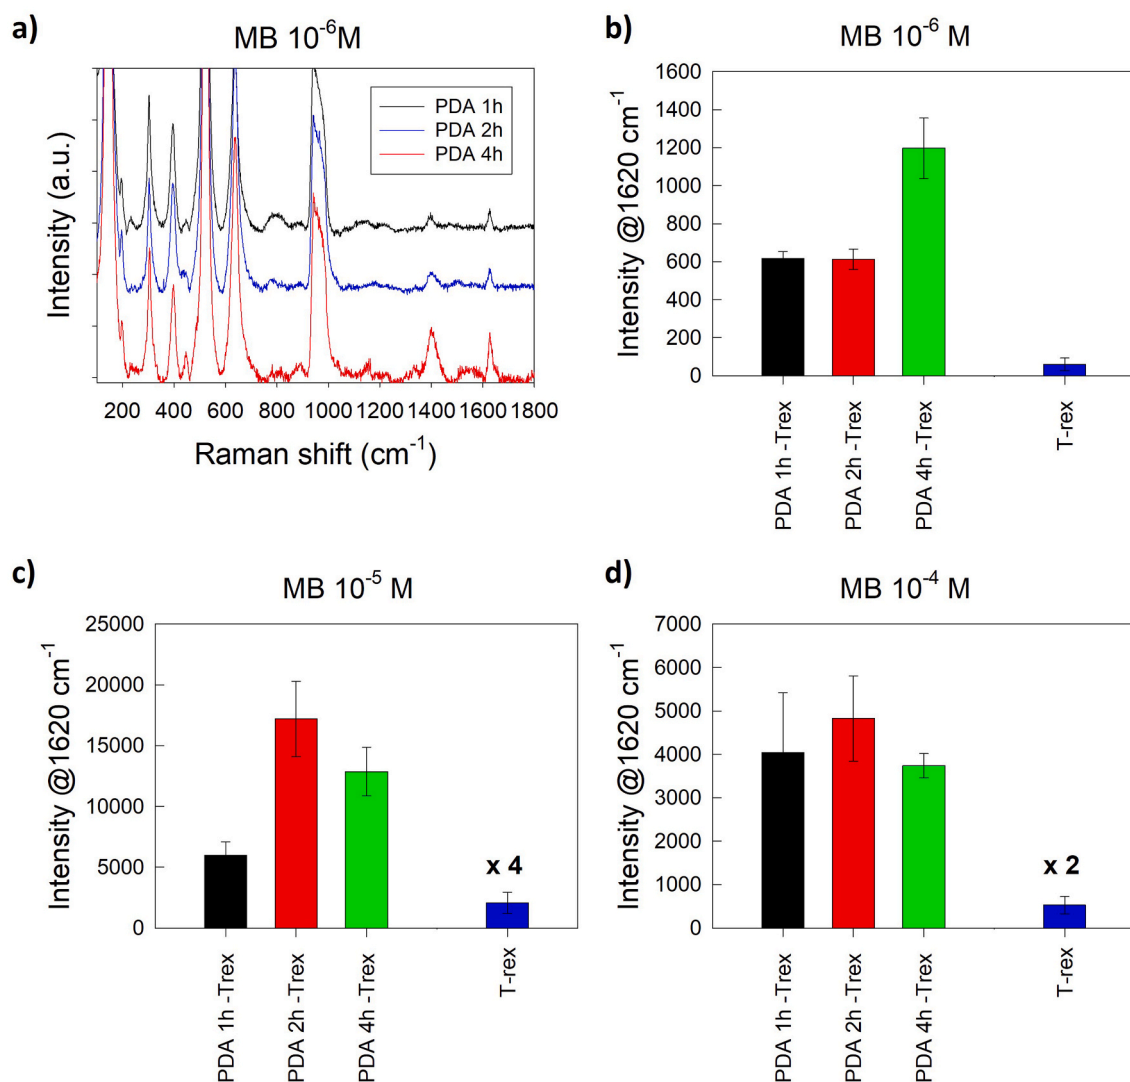 a)
MB 10⁻⁶M
Intensity (a.u.)
PDA 1h
PDA 2h
PDA 4h
200 400 600 800 1000 1200 1400 1600 1800
Raman shift (cm⁻¹)
b)
MB 10⁻⁶ M
Intensity @1620 cm⁻¹
1600
1400
1200
1000
800
600
400
200
0
PDA 1h -Trex
PDA 2h -Trex
PDA 4h -Trex
T-rex
c)
MB 10⁻⁵ M
Intensity @1620 cm⁻¹
25000
20000
15000
10000
5000
0
x 4
PDA 1h -Trex
PDA 2h -Trex
PDA 4h -Trex
T-rex
d)
MB 10⁻⁴ M
Intensity @1620 cm⁻¹
7000
6000
5000
4000
3000
2000
1000
0
x 2
PDA 1h -Trex
PDA 2h -Trex
PDA 4h -Trex
T-rex